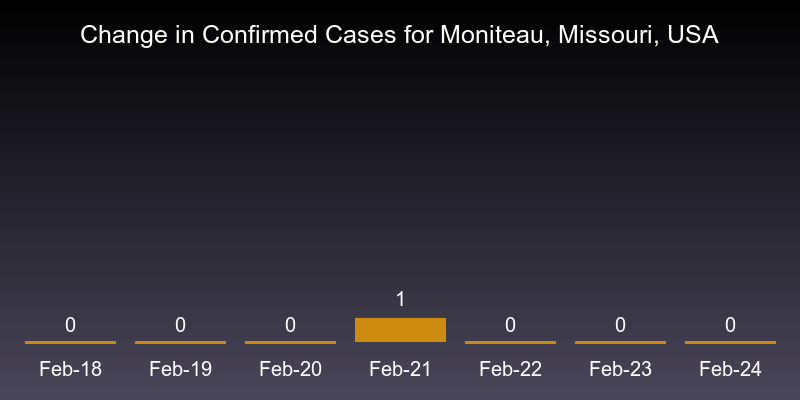 Change in Confirmed Cases for Moniteau, Missouri, USA
0 0 0 1 0 0 0
Feb-18 Feb-19 Feb-20 Feb-21 Feb-22 Feb-23 Feb-24